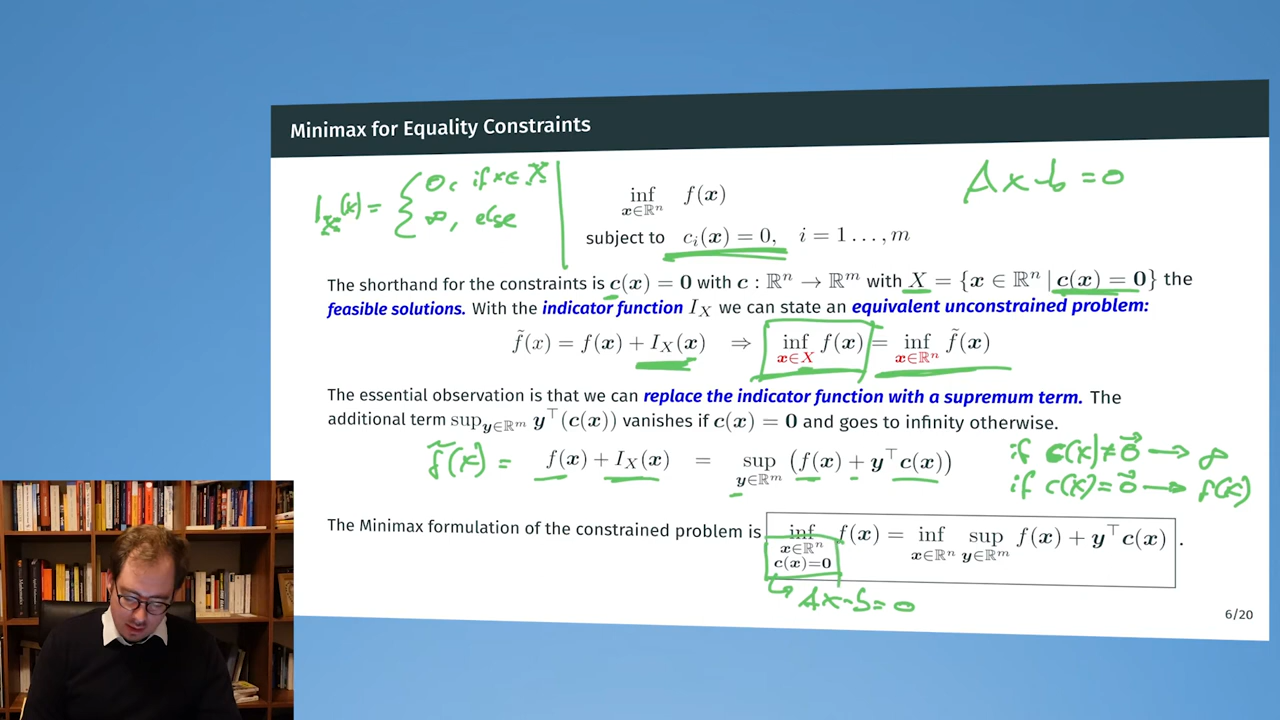 Minimax for Equality Constraints
I_X(x) = { 0, if x ∈ X
∞, else
inf_{x∈ℝⁿ} f(x)
Ax-b = 0
subject to c_i(x) = 0, i = 1 . . . , m
The shorthand for the constraints is c(x) = 0 with c : ℝⁿ → ℝᵐ with X = {x ∈ ℝⁿ | c(x) = 0} the
feasible solutions. With the indicator function I_X we can state an equivalent unconstrained problem:
f̃(x) = f(x) + I_X(x) ⇒ inf_{x∈X} f(x) = inf_{x∈ℝⁿ} f̃(x)
The essential observation is that we can replace the indicator function with a supremum term. The
additional term sup_{y∈ℝᵐ} y⊤(c(x)) vanishes if c(x) = 0 and goes to infinity otherwise.
f̃(x) = f(x) + I_X(x) = sup_{y∈ℝᵐ} (f(x) + y⊤c(x))
if c(x) ≠ 0⃗ → ∞
if c(x) = 0⃗ → f(x)
The Minimax formulation of the constrained problem is inf_{x∈ℝⁿ c(x)=0} f(x) = inf_{x∈ℝⁿ} sup_{y∈ℝᵐ} f(x) + y⊤c(x) .
↳ Ax-b = 0
6/20